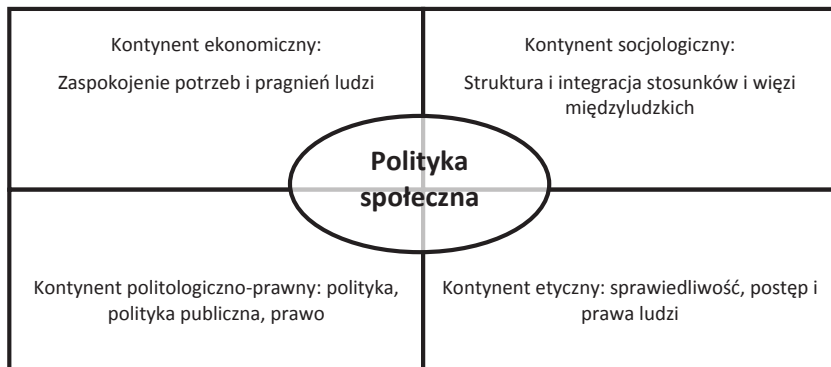 Kontynent ekonomiczny:
Zaspokojenie potrzeb i pragnień ludzi
Kontynent socjologiczny:
Struktura i integracja stosunków i więzi
międzyludzkich
Polityka
społeczna
Kontynent politologiczno-prawny: polityka,
polityka publiczna, prawo
Kontynent etyczny: sprawiedliwość, postęp i
prawa ludzi